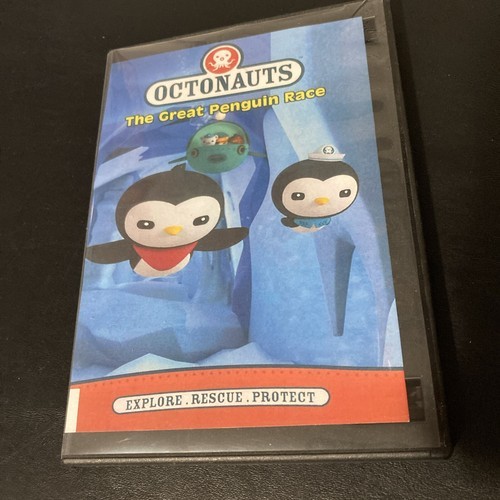 OCTONAUTS
The Great Penguin Race
EXPLORE . RESCUE . PROTECT